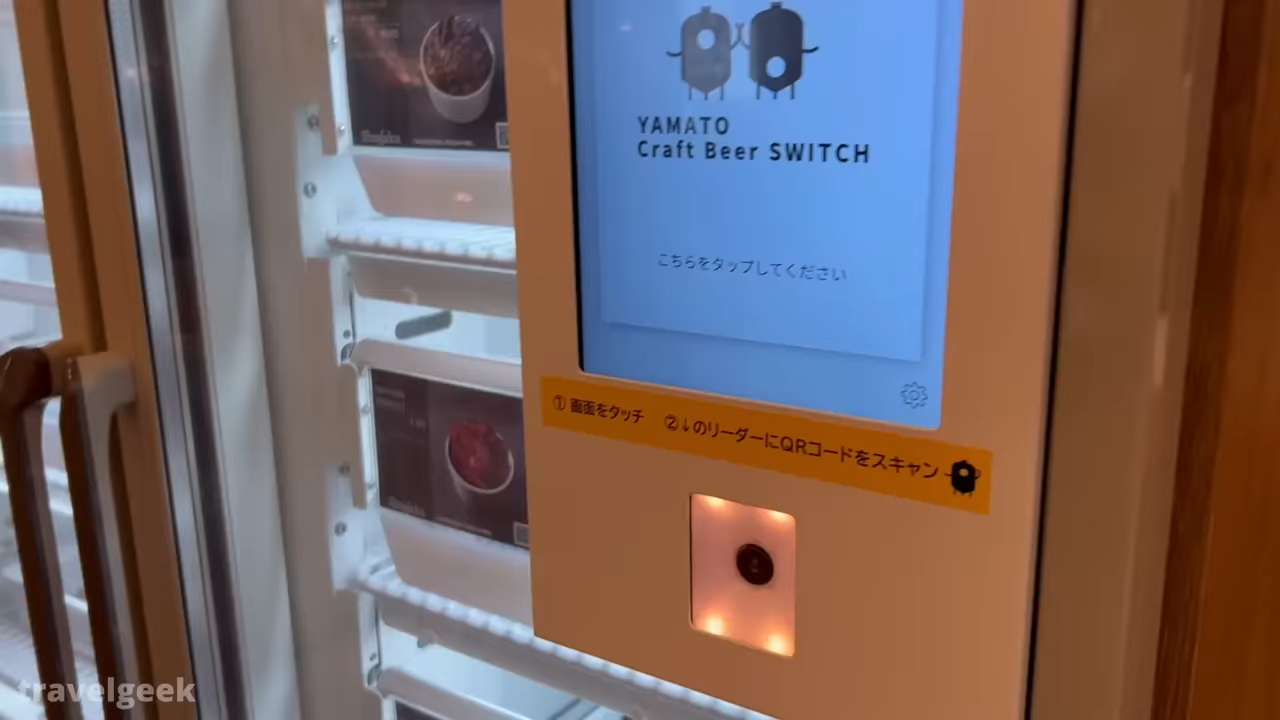 YAMATO
Craft Beer SWITCH
こちらをタップしてください
① 画面をタッチ ②↓のリーダーにQRコードをスキャン
travelgeek